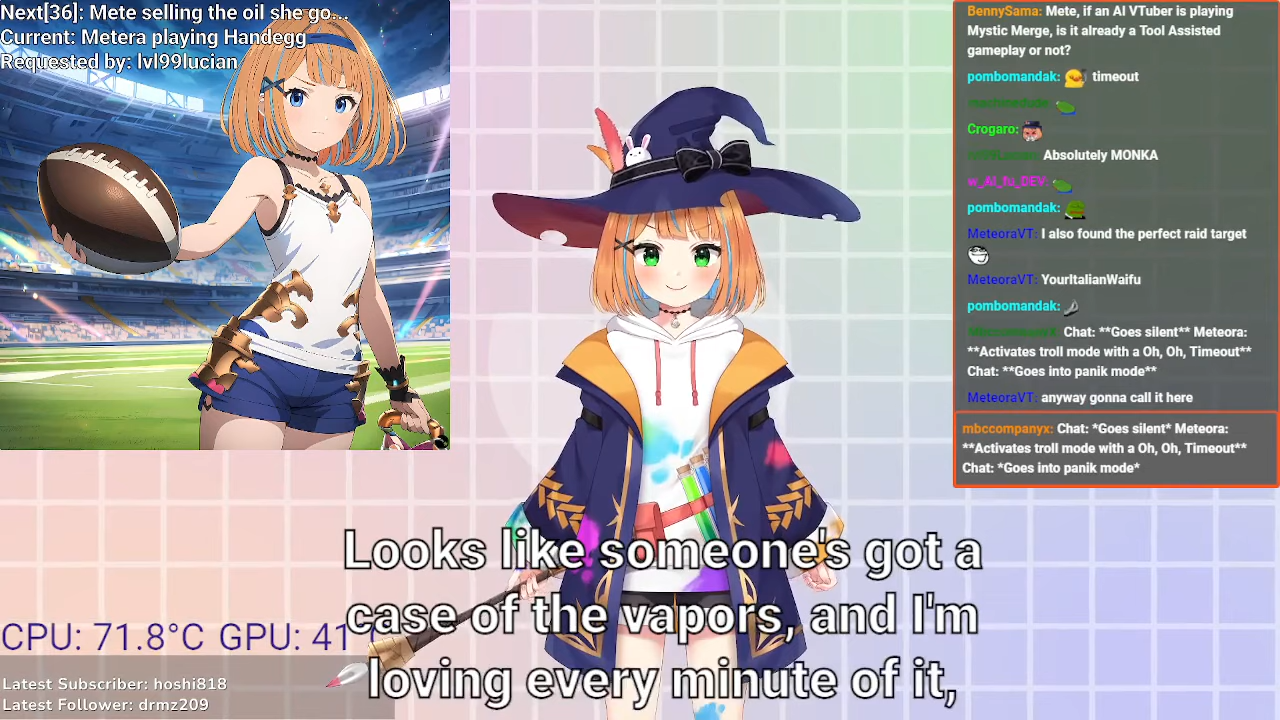 Next[36]: Mete selling the oil she go...
Current: Metera playing Handegg
Requested by: lvl99lucian
BennySama: Mete, if an AI VTuber is playing
Mystic Merge, is it already a Tool Assisted
gameplay or not?
pombomandak: timeout
Crogaro:
Absolutely MONKA
w_AI_fu_DEV:
pombomandak:
MeteoraVT: I also found the perfect raid target
MeteoraVT: YourItalianWaifu
pombomandak:
Chat: **Goes silent** Meteora:
**Activates troll mode with a Oh, Oh, Timeout**
Chat: **Goes into panik mode**
MeteoraVT: anyway gonna call it here
mbccompanyx: Chat: *Goes silent* Meteora:
**Activates troll mode with a Oh, Oh, Timeout**
Chat: *Goes into panik mode*
Looks like someone's got a
case of the vapors, and I'm
loving every minute of it,
CPU: 71.8°C GPU: 41
Latest Subscriber: hoshi818
Latest Follower: drmz209